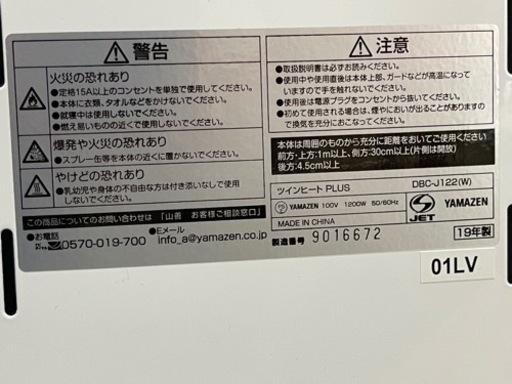 警告
火災の恐れあり
●定格15A以上のコンセントを単独で使用してください。
●本体に衣類、タオルなどをかけないでください。
●就寝中は使用しないでください。
●燃え易いものの近くで使用しないでください。
爆発や火災の恐れあり
●スプレー缶等を本体の近くに置かないでください。
やけどの恐れあり
●乳幼児や身体の不自由な方は付き添いなしで使用しないでください。
この商品についてのお問い合わせは「山善 お客様ご相談窓口」
●お電話
0570-019-700
●Eメール
info_a@yamazen.co.jp
注意
●取扱説明書は必ずお読みください。
●使用中や使用直後は本体上部、ガードなどが高温になって
いますので手を触れないでください。
●使用後は電源プラグをコンセントから抜いてください。
●初めて使用される場合は、煙やにおいが出ることがありますの
で換気を十分におこなってください。
本体は周囲のものから充分に距離をおいてご使用ください。
前方・上方:1m以上、側方:30cm以上(片側は開放)
後方:4.5cm以上
ツインヒート PLUS DBC-J122(W)
YAMAZEN 100V 1200W 50/60Hz
MADE IN CHINA
製造番号 9016672
S
JET
YAMAZEN
19年製
01LV